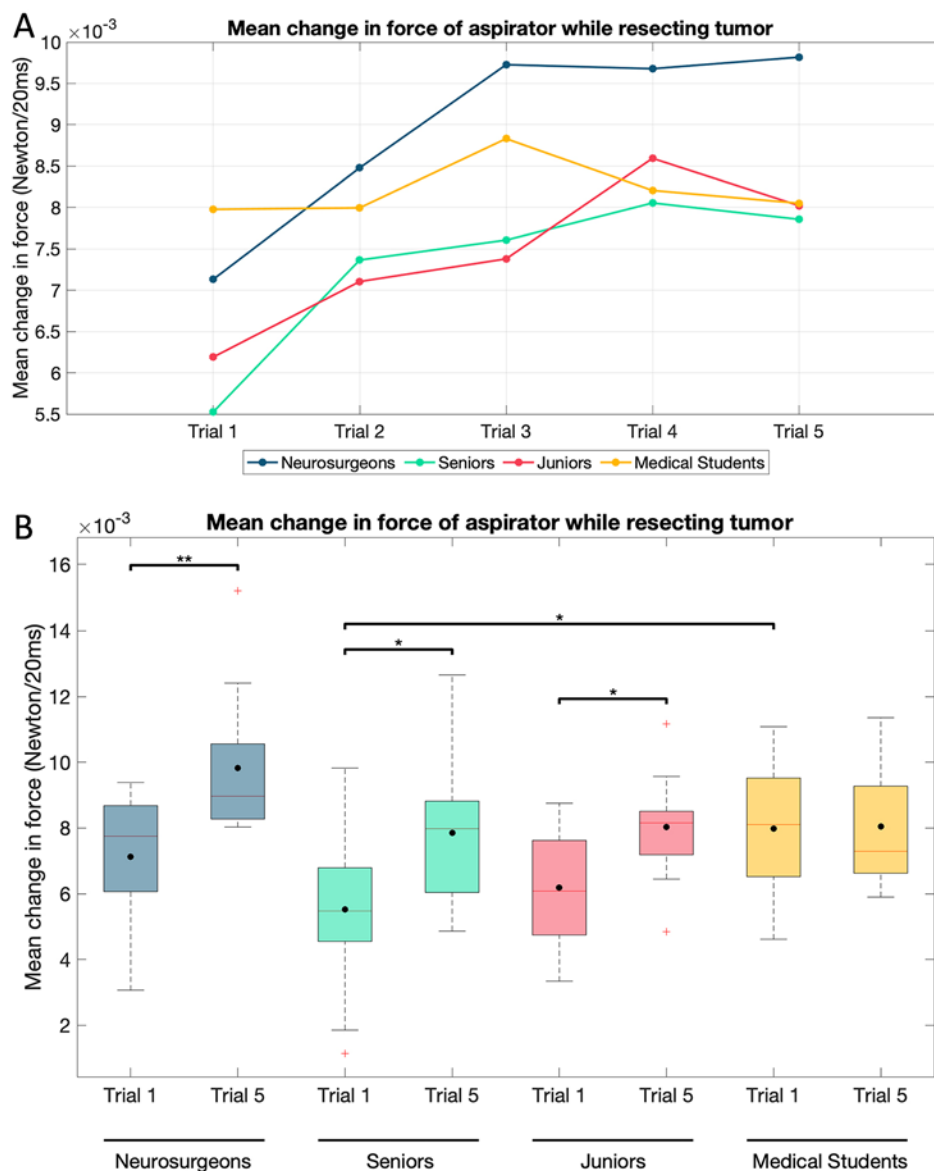 A
×10⁻³
Mean change in force of aspirator while resecting tumor
Mean change in force (Newton/20ms)
10
9.5
9
8.5
8
7.5
7
6.5
6
5.5
Trial 1 Trial 2 Trial 3 Trial 4 Trial 5
Neurosurgeons Seniors Juniors Medical Students
B
×10⁻³
Mean change in force of aspirator while resecting tumor
Mean change in force (Newton/20ms)
16
14
12
10
8
6
4
2
**
*
*
*
Trial 1 Trial 5 Trial 1 Trial 5 Trial 1 Trial 5 Trial 1 Trial 5
Neurosurgeons Seniors Juniors Medical Students